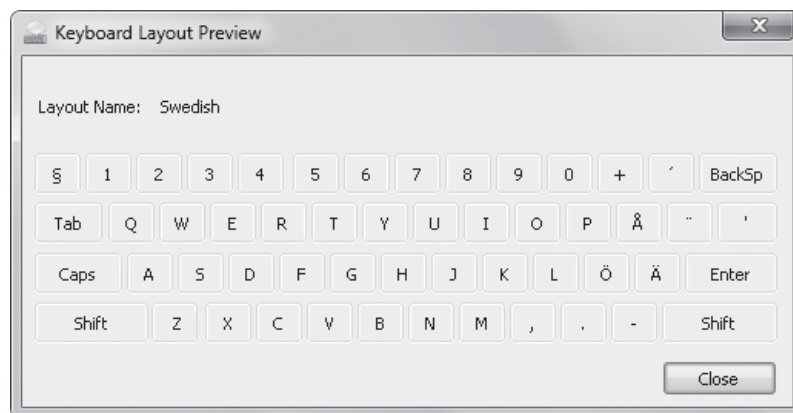 Keyboard Layout Preview
X
Layout Name: Swedish
§ 1 2 3 4 5 6 7 8 9 0 + ´ BackSp
Tab Q W E R T Y U I O P Å ¨ '
Caps A S D F G H J K L Ö Ä Enter
Shift Z X C V B N M , . - Shift
Close